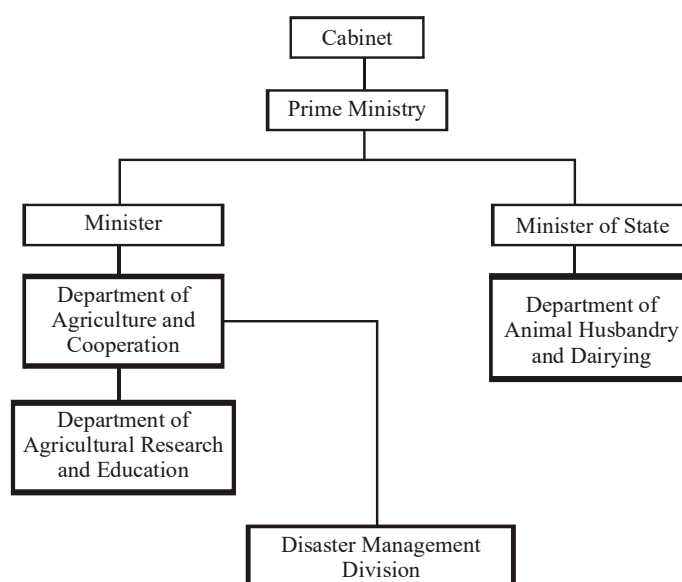 Cabinet
Prime Ministry
Minister
Minister of State
Department of
Agriculture and
Cooperation
Department of
Animal Husbandry
and Dairying
Department of
Agricultural Research
and Education
Disaster Management
Division